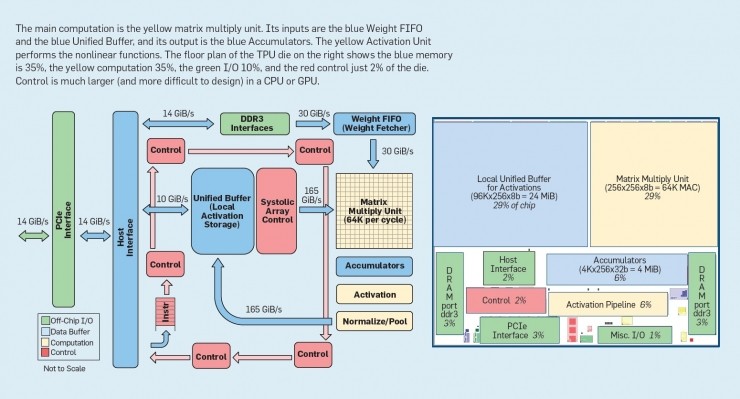 The main computation is the yellow matrix multiply unit. Its inputs are the blue Weight FIFO
and the blue Unified Buffer, and its output is the blue Accumulators. The yellow Activation Unit
performs the nonlinear functions. The floor plan of the TPU die on the right shows the blue memory
is 35%, the yellow computation 35%, the green I/O 10%, and the red control just 2% of the die.
Control is much larger (and more difficult to design) in a CPU or GPU.
14 GiB/s
DDR3
Interfaces
30 GiB/s
Weight FIFO
(Weight Fetcher)
30 GiB/s
Control
Control
14 GiB/s
PCIe
Interface
14 GiB/s
Host
Interface
10 GiB/s
Unified Buffer
(Local
Activation
Storage)
Systolic
Array
Control
165
GiB/s
Matrix
Multiply Unit
(64K per cycle)
Control
Accumulators
Activation
Instr
165 GiB/s
Normalize/Pool
Control
Control
Off-Chip I/O
Data Buffer
Computation
Control
Not to Scale
Local Unified Buffer
for Activations
(96Kx256x8b = 24 MiB)
29% of chip
Matrix Multiply Unit
(256x256x8b = 64K MAC)
29%
D
R
A
M
port
ddr3
3%
Host
Interface
2%
Accumulators
(4Kx256x32b = 4 MiB)
6%
D
R
A
M
port
ddr3
3%
Control 2%
Activation Pipeline 6%
PCIe
Interface 3%
Misc. I/O 1%